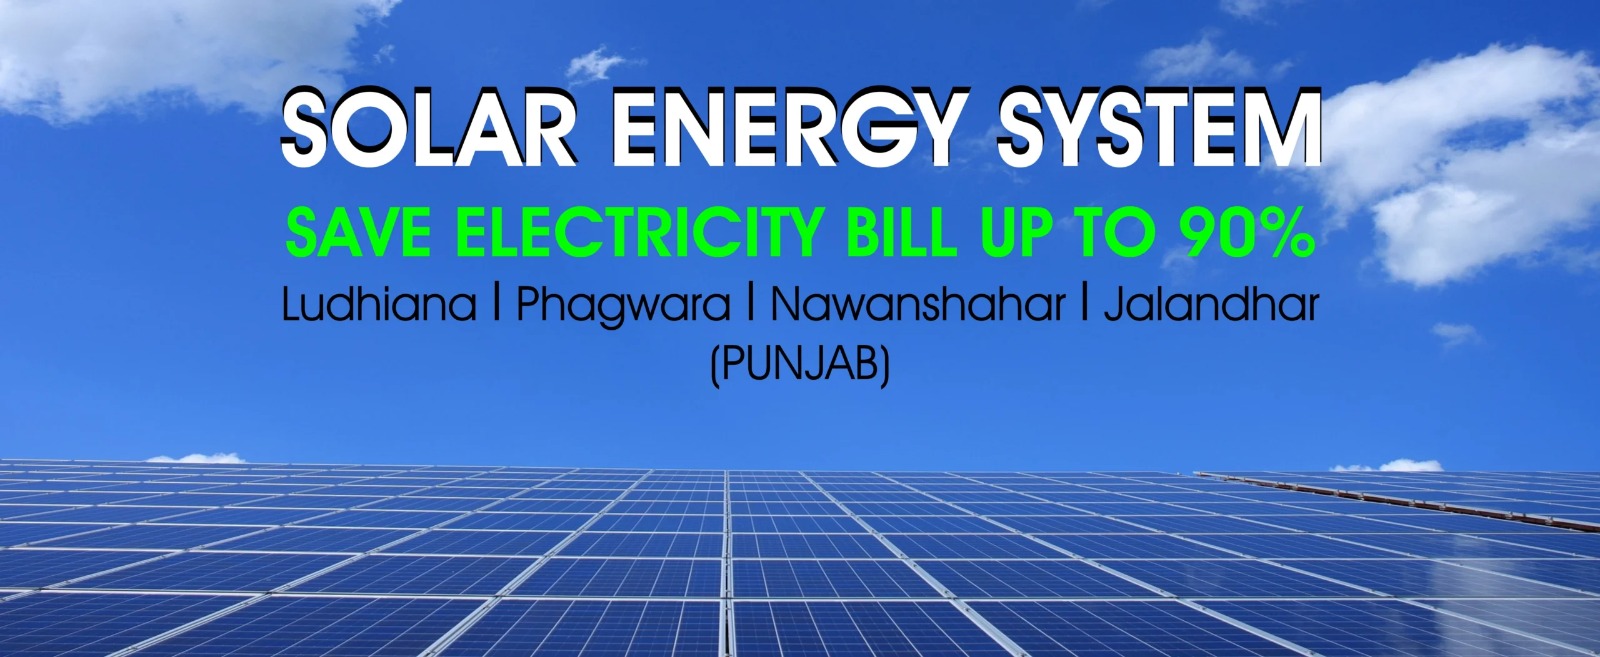 SOLAR ENERGY SYSTEM
SAVE ELECTRICITY BILL UP TO 90%
Ludhiana | Phagwara | Nawanshahar | Jalandhar
(PUNJAB)